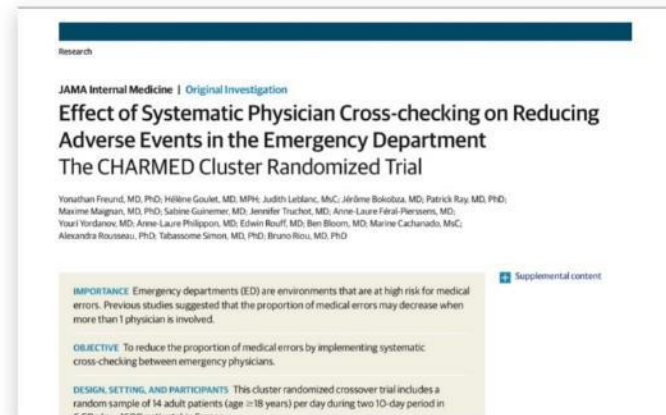 Research
JAMA Internal Medicine | Original Investigation
Effect of Systematic Physician Cross-checking on Reducing
Adverse Events in the Emergency Department
The CHARMED Cluster Randomized Trial
Yonathan Freund, MD, PhD; Hélène Goulet, MD, MPH; Judith Leblanc, MsC; Jérôme Bokobza, MD; Patrick Ray, MD, PhD;
Maxime Maignan, MD, PhD; Sabine Guinemer, MD; Jennifer Truchot, MD; Anne-Laure Féral-Pierssens, MD;
Youri Yordanov, MD; Anne-Laure Philippon, MD; Edwin Rouff, MD; Ben Bloom, MD; Marine Cachanado, MsC;
Alexandra Rousseau, PhD; Tabassome Simon, MD, PhD; Bruno Riou, MD, PhD
Supplemental content
IMPORTANCE Emergency departments (ED) are environments that are at high risk for medical
errors. Previous studies suggested that the proportion of medical errors may decrease when
more than 1 physician is involved.
OBJECTIVE To reduce the proportion of medical errors by implementing systematic
cross-checking between emergency physicians.
DESIGN, SETTING, AND PARTICIPANTS This cluster randomized crossover trial includes a
random sample of 14 adult patients (age ≥18 years) per day during two 10-day period in